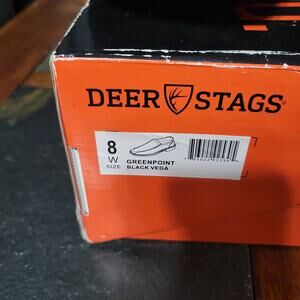 DEER STAGS
8
W
SIZE
GREENPOINT
BLACK VEGA